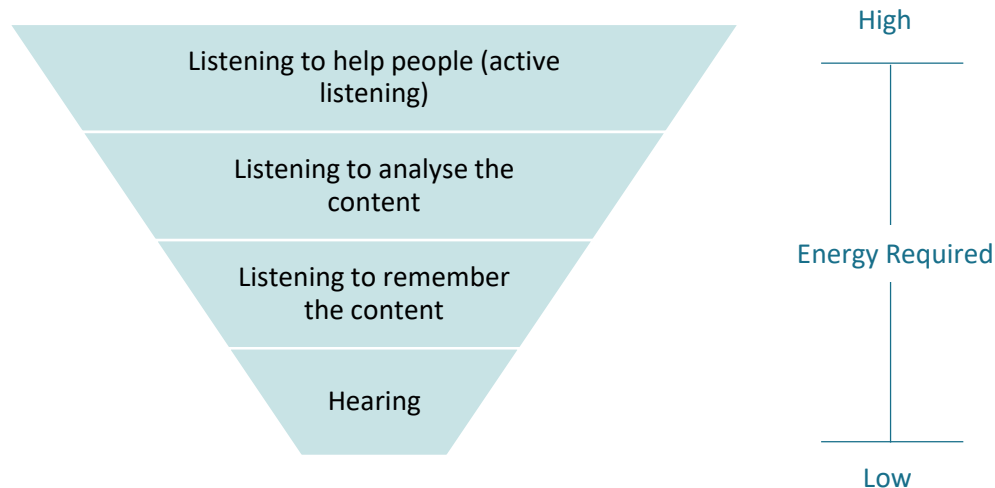 High
Listening to help people (active
listening)
Listening to analyse the
content
Energy Required
Listening to remember
the content
Hearing
Low